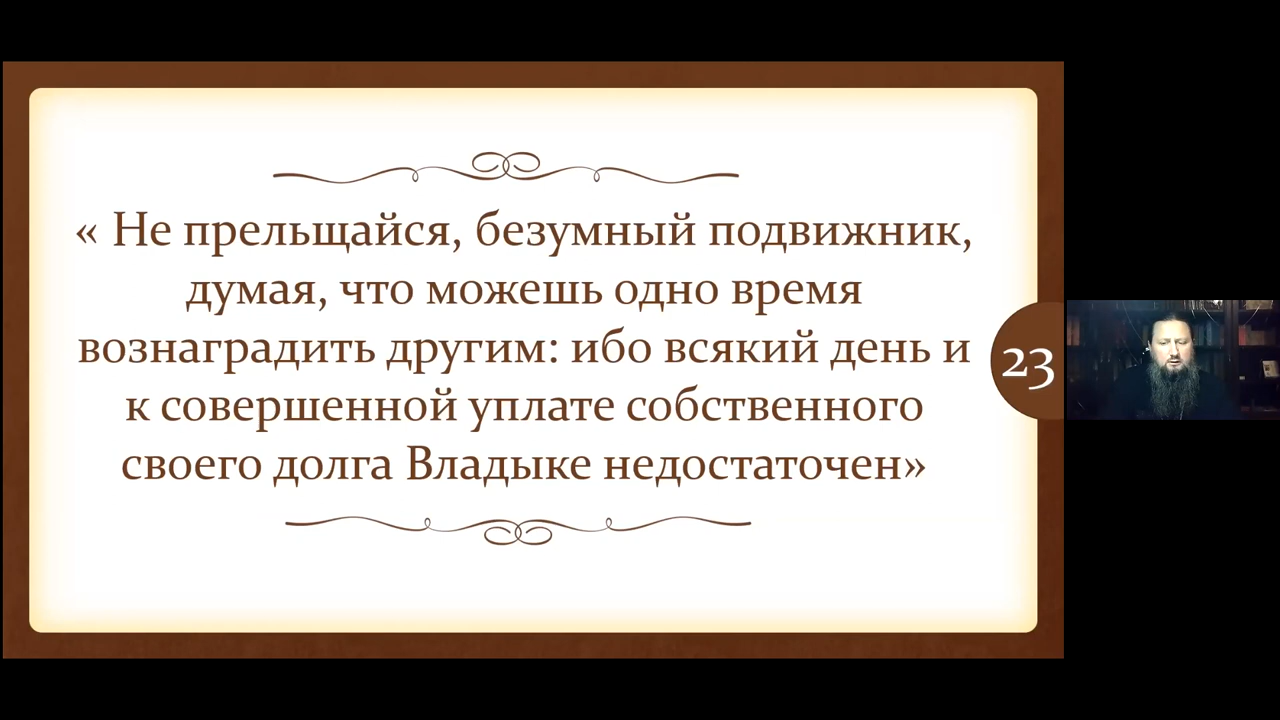 « Не прельщайся, безумный подвижник,
думая, что можешь одно время
вознаградить другим: ибо всякий день и
к совершенной уплате собственного
своего долга Владыке недостаточен»
23